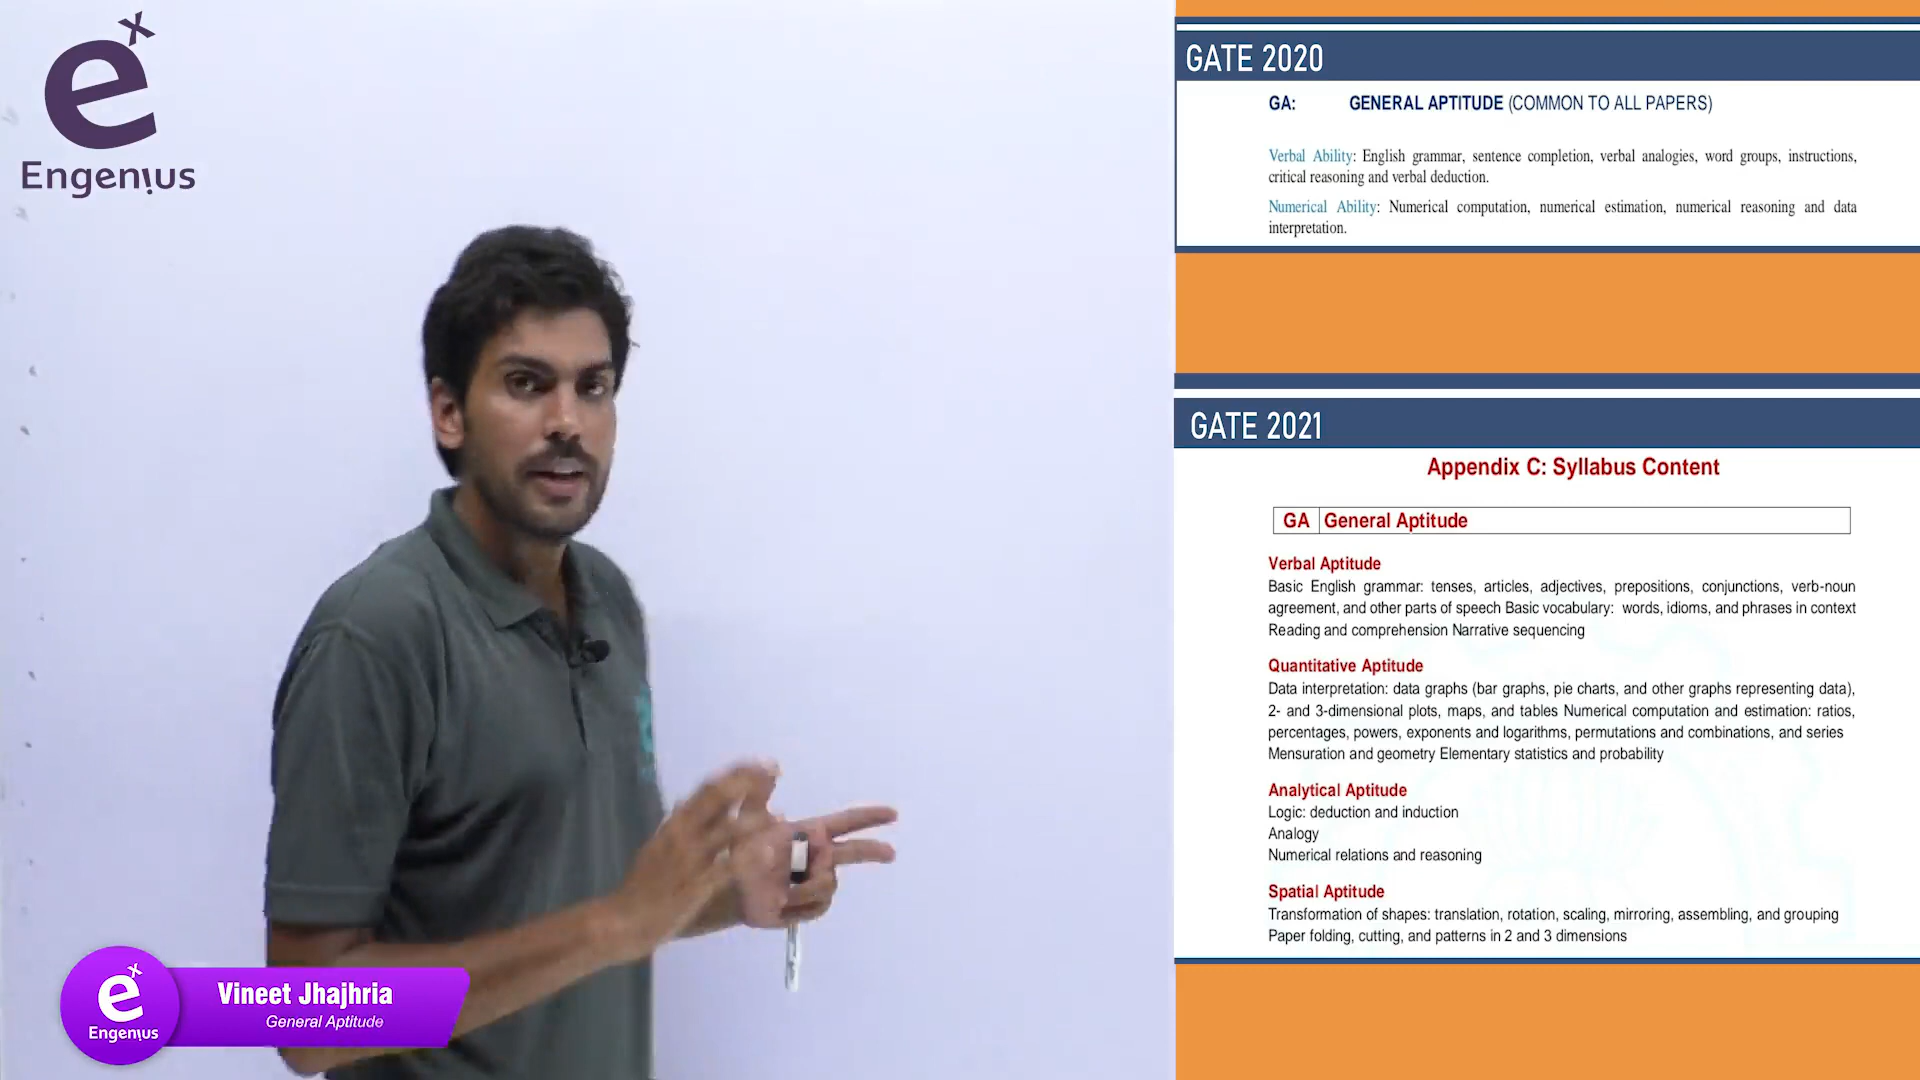 ex
Engenius
GATE 2020
GA: GENERAL APTITUDE (COMMON TO ALL PAPERS)
Verbal Ability: English grammar, sentence completion, verbal analogies, word groups, instructions,
critical reasoning and verbal deduction.
Numerical Ability: Numerical computation, numerical estimation, numerical reasoning and data
interpretation.
GATE 2021
Appendix C: Syllabus Content
GA General Aptitude
Verbal Aptitude
Basic English grammar: tenses, articles, adjectives, prepositions, conjunctions, verb-noun
agreement, and other parts of speech Basic vocabulary: words, idioms, and phrases in context
Reading and comprehension Narrative sequencing
Quantitative Aptitude
Data interpretation: data graphs (bar graphs, pie charts, and other graphs representing data),
2- and 3-dimensional plots, maps, and tables Numerical computation and estimation: ratios,
percentages, powers, exponents and logarithms, permutations and combinations, and series
Mensuration and geometry Elementary statistics and probability
Analytical Aptitude
Logic: deduction and induction
Analogy
Numerical relations and reasoning
Spatial Aptitude
Transformation of shapes: translation, rotation, scaling, mirroring, assembling, and grouping
Paper folding, cutting, and patterns in 2 and 3 dimensions
ex
Engenius
Vineet Jhajhria
General Aptitude